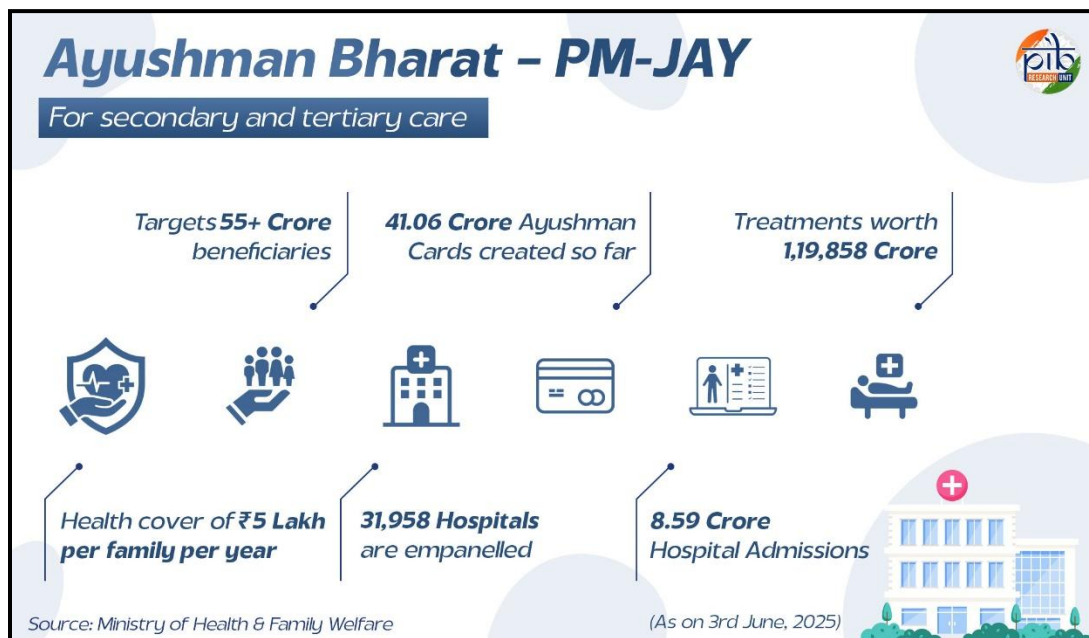 Ayushman Bharat – PM-JAY
pib
RESEARCH UNIT
For secondary and tertiary care
Targets 55+ Crore
beneficiaries
41.06 Crore Ayushman
Cards created so far
Treatments worth
1,19,858 Crore
Health cover of ₹5 Lakh
per family per year
31,958 Hospitals
are empanelled
8.59 Crore
Hospital Admissions
Source: Ministry of Health & Family Welfare
(As on 3rd June, 2025)